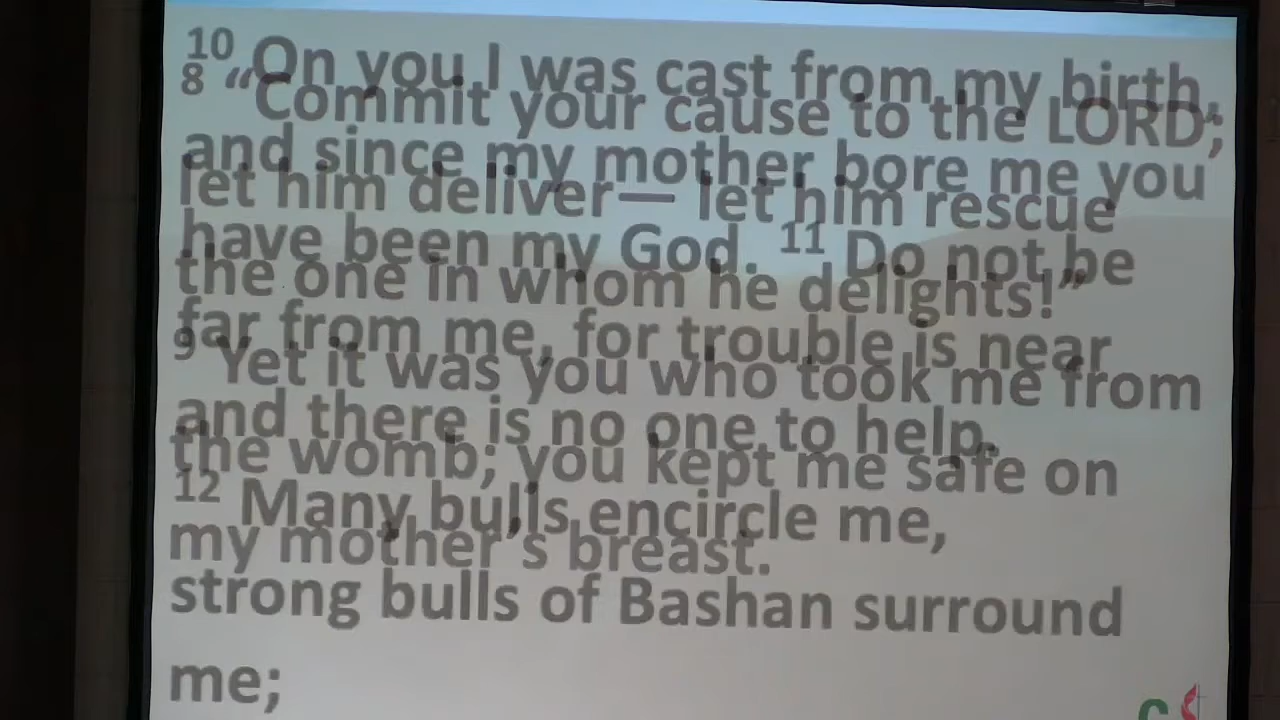 8 “Commit your cause to the LORD;
let him deliver— let him rescue
the one in whom he delights!”
9 Yet it was you who took me from
the womb; you kept me safe on
my mother’s breast.
10 On you I was cast from my birth,
and since my mother bore me you
have been my God. 11 Do not be
far from me, for trouble is near
and there is no one to help.
12 Many bulls encircle me,
strong bulls of Bashan surround
me;